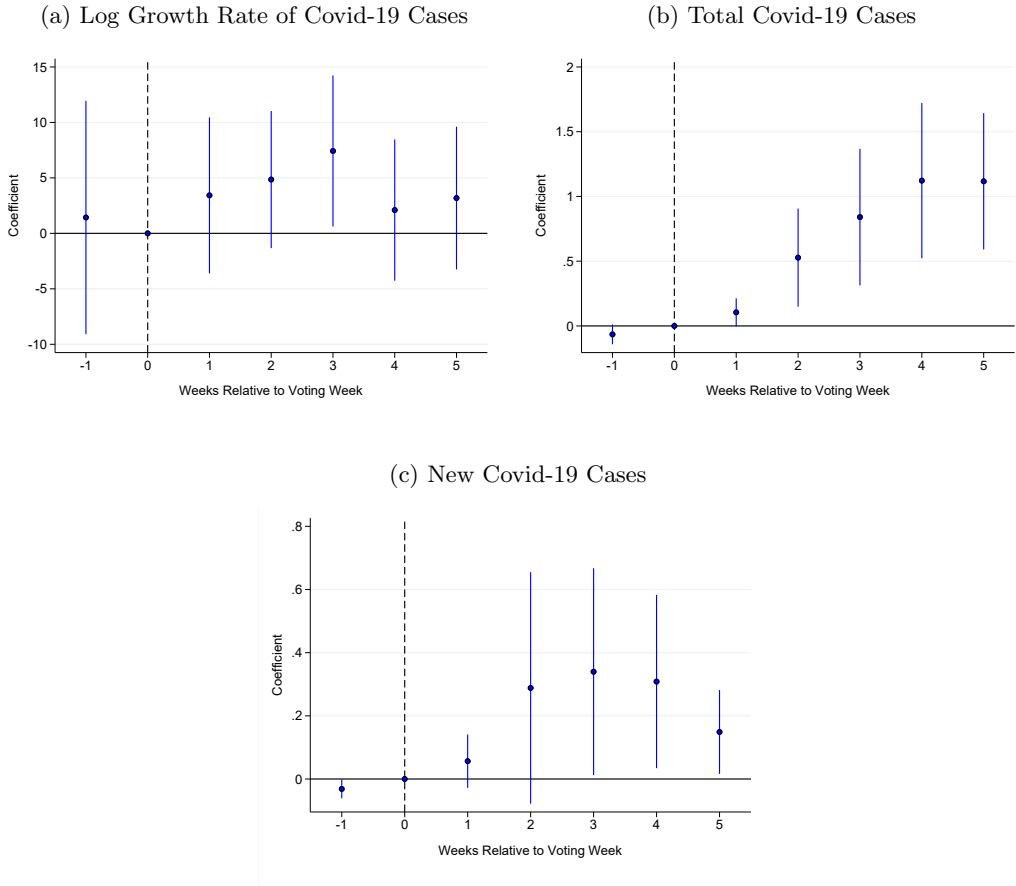 (a) Log Growth Rate of Covid-19 Cases
15
10
5
0
-5
-10
Coefficient
-1 0 1 2 3 4 5
Weeks Relative to Voting Week
(b) Total Covid-19 Cases
2
1.5
1
.5
0
Coefficient
-1 0 1 2 3 4 5
Weeks Relative to Voting Week
(c) New Covid-19 Cases
.8
.6
.4
.2
0
Coefficient
-1 0 1 2 3 4 5
Weeks Relative to Voting Week